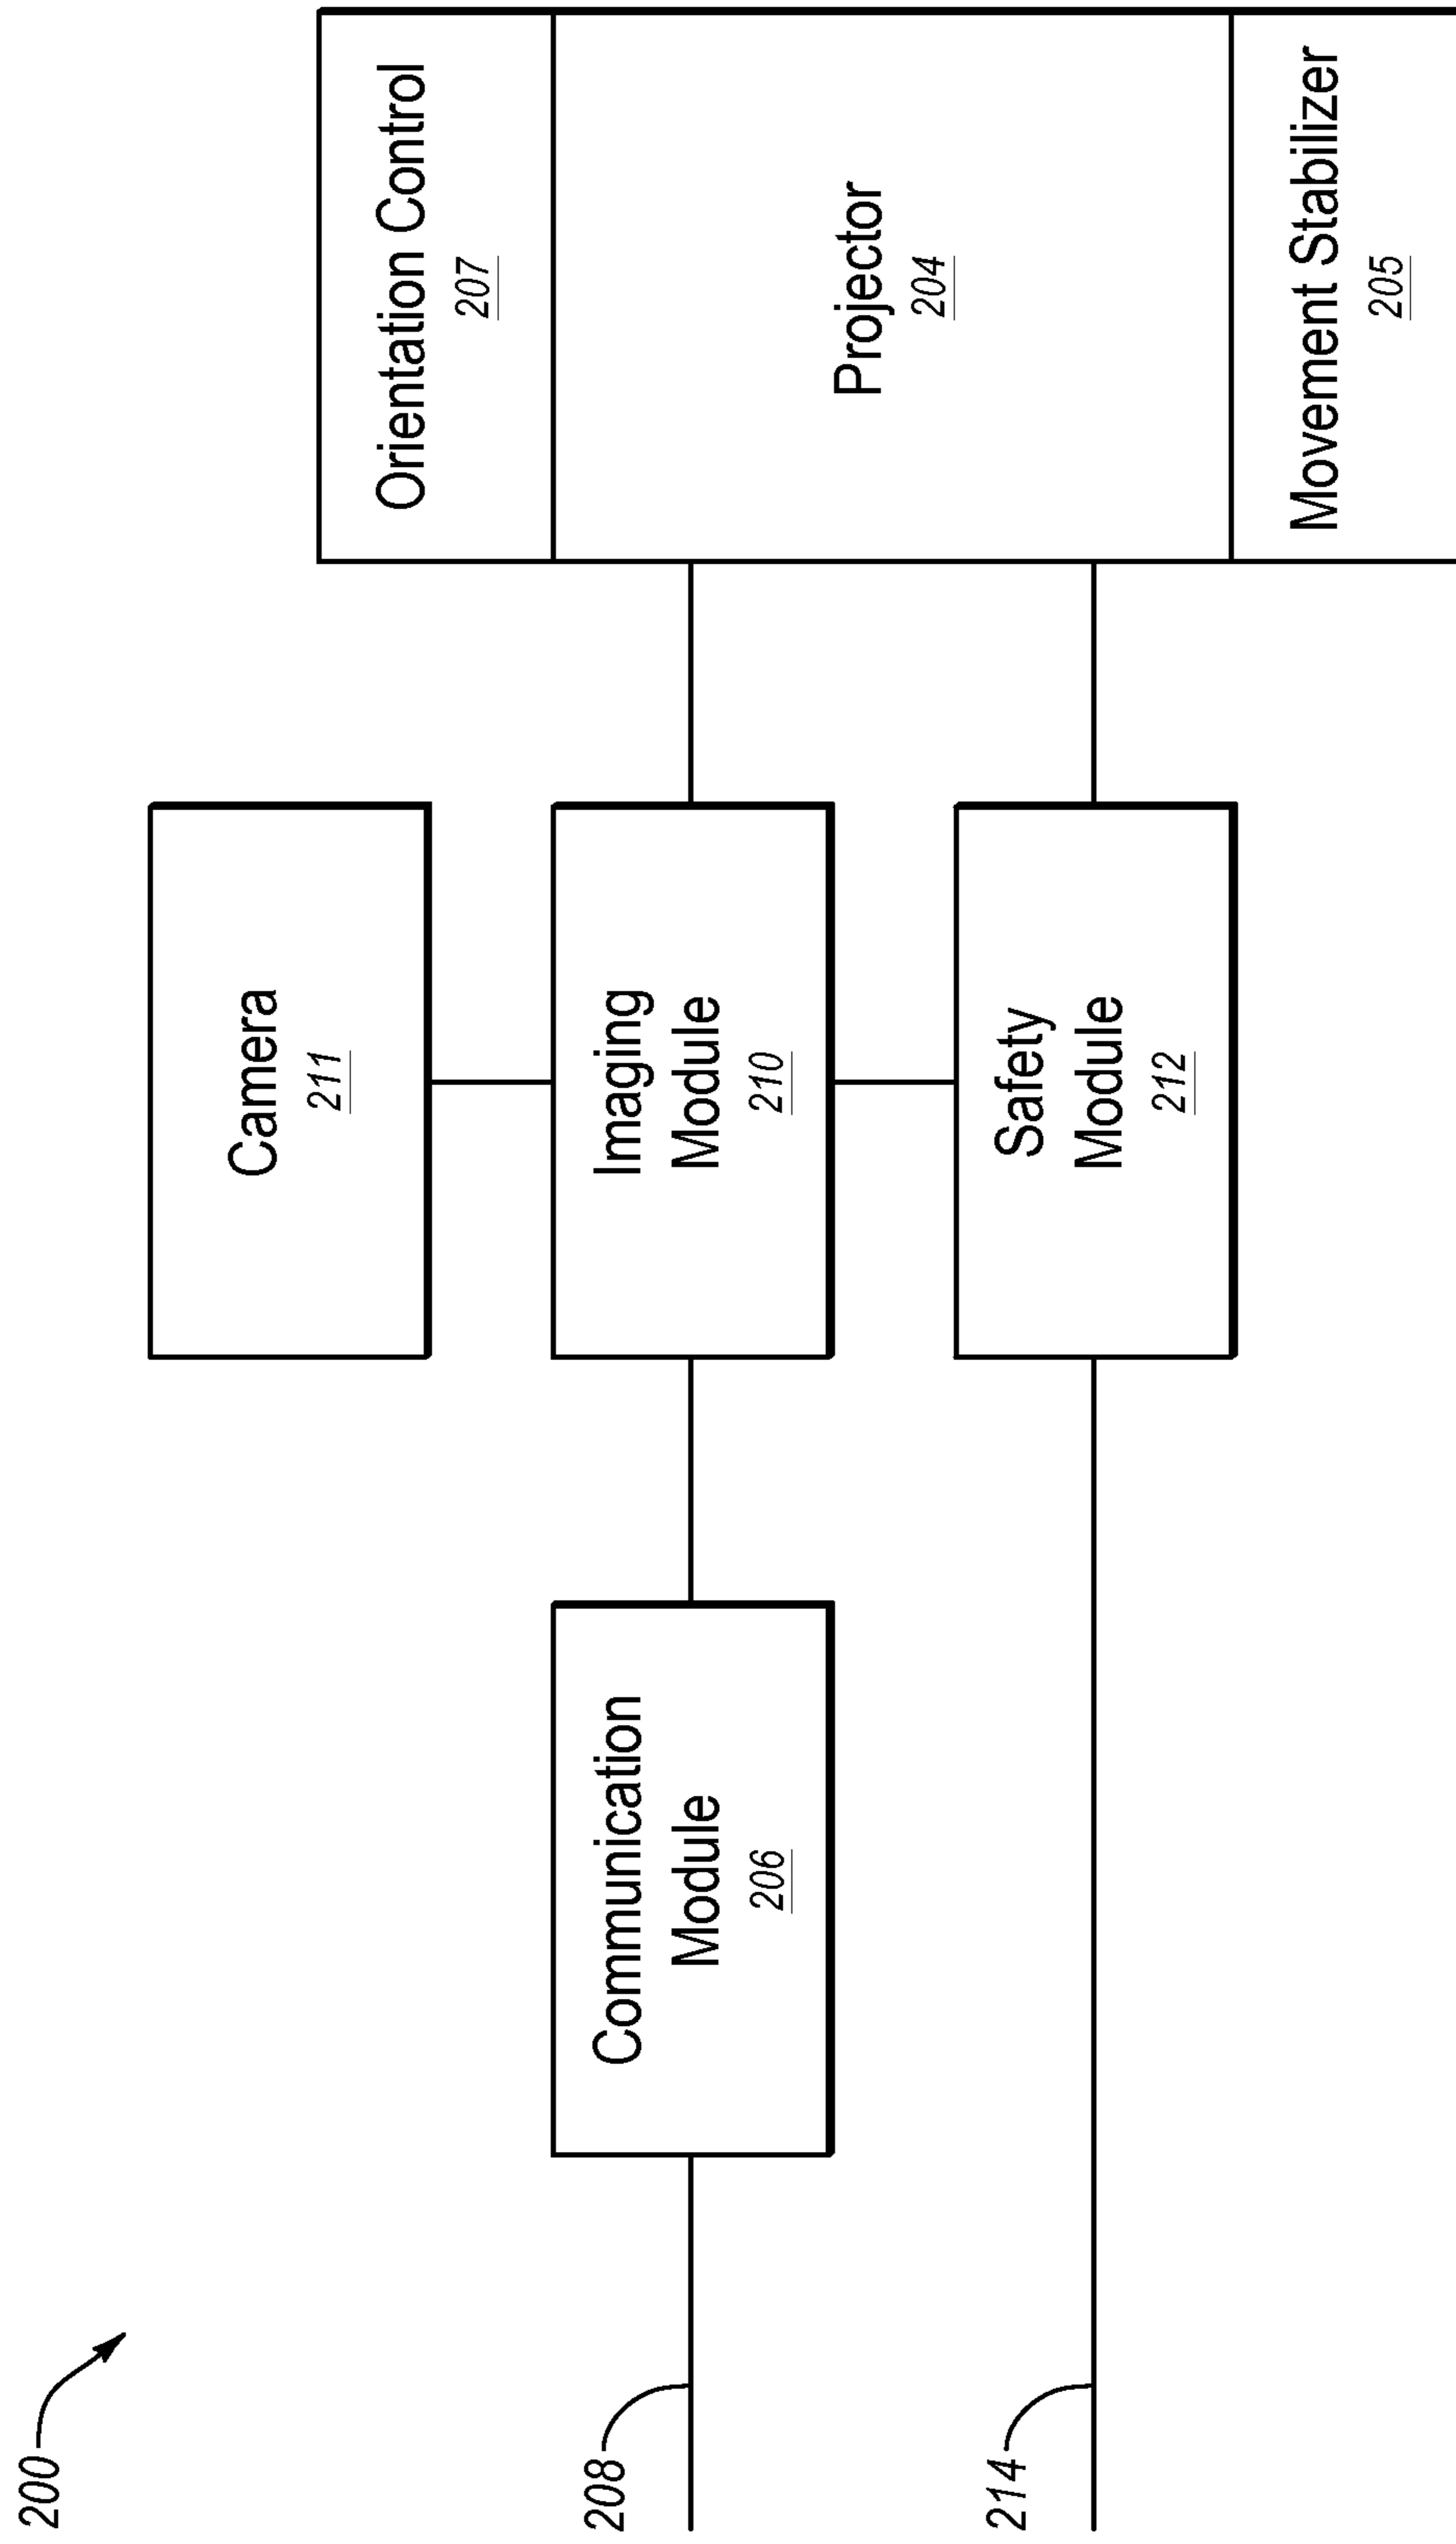 200
Camera
211
Orientation Control
207
208
Communication
Module
206
Imaging
Module
210
Projector
204
214
Safety
Module
212
Movement Stabilizer
205